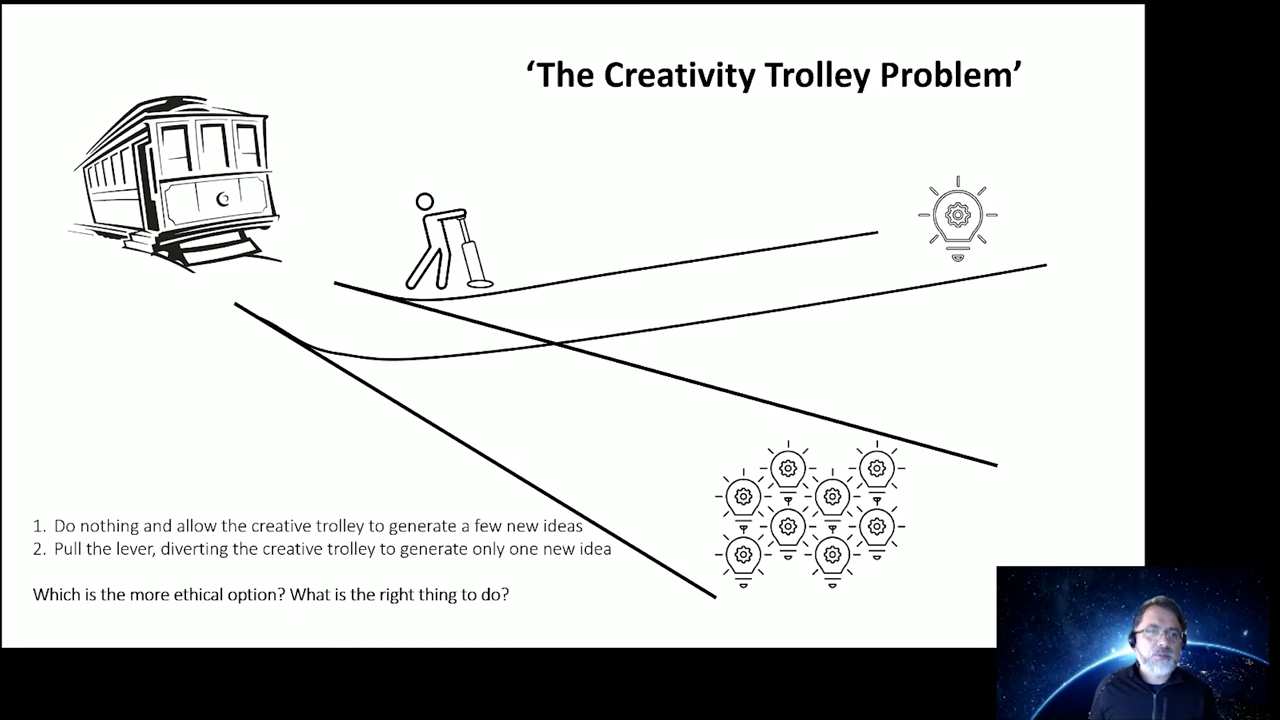 ‘The Creativity Trolley Problem’
1. Do nothing and allow the creative trolley to generate a few new ideas
2. Pull the lever, diverting the creative trolley to generate only one new idea
Which is the more ethical option? What is the right thing to do?